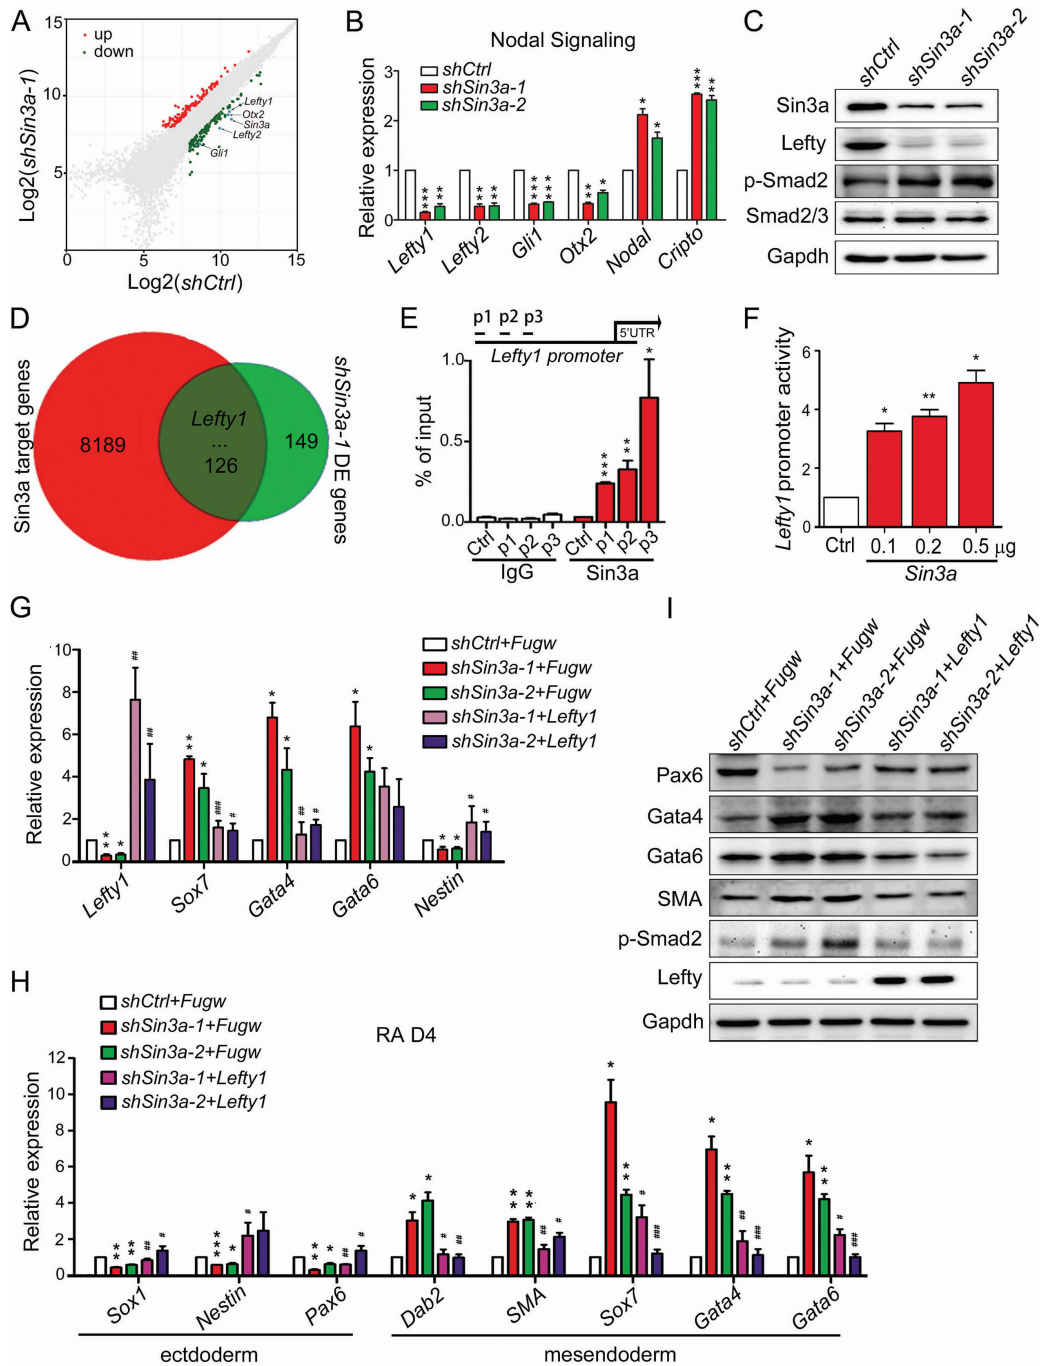 A
15
10
5
0
5
10
15
Log2(shSin3a-1)
Log2(shCtrl)
up
down
Lefty1
Otx2
Sin3a
Lefty2
Gli1
B
Nodal Signaling
shCtrl
shSin3a-1
shSin3a-2
Relative expression
3
2
1
0
*** ** ** ** *** *** ** * * * *** **
Lefty1 Lefty2 Gli1 Otx2 Nodal Cripto
C
shCtrl shSin3a-1 shSin3a-2
Sin3a
Lefty
p-Smad2
Smad2/3
Gapdh
D
Sin3a target genes
8189
Lefty1
...
126
149
shSin3a-1 DE genes
E
p1 p2 p3
5'UTR
Lefty1 promoter
% of input
1.0
0.5
0.0
*** ** *
Ctrl p1 p2 p3 Ctrl p1 p2 p3
IgG Sin3a
F
Lefty1 promoter activity
6
4
2
0
* ** *
Ctrl 0.1 0.2 0.5 μg
Sin3a
G
shCtrl+Fugw
shSin3a-1+Fugw
shSin3a-2+Fugw
shSin3a-1+Lefty1
shSin3a-2+Lefty1
Relative expression
10
8
6
4
2
0
** * ## ## ** * ### # * * ## # * * * * # #
Lefty1 Sox7 Gata4 Gata6 Nestin
I
shCtrl+Fugw shSin3a-1+Fugw shSin3a-2+Fugw shSin3a-1+Lefty1 shSin3a-2+Lefty1
Pax6
Gata4
Gata6
SMA
p-Smad2
Lefty
Gapdh
H
shCtrl+Fugw
shSin3a-1+Fugw
shSin3a-2+Fugw
shSin3a-1+Lefty1
shSin3a-2+Lefty1
RA D4
Relative expression
12
10
8
6
4
2
0
** ** ## # *** * # ** * ## # * * # ## ** ** ## # * ** # ### * ** ## ### * ** # ###
Sox1 Nestin Pax6 Dab2 SMA Sox7 Gata4 Gata6
ectdoderm mesendoderm